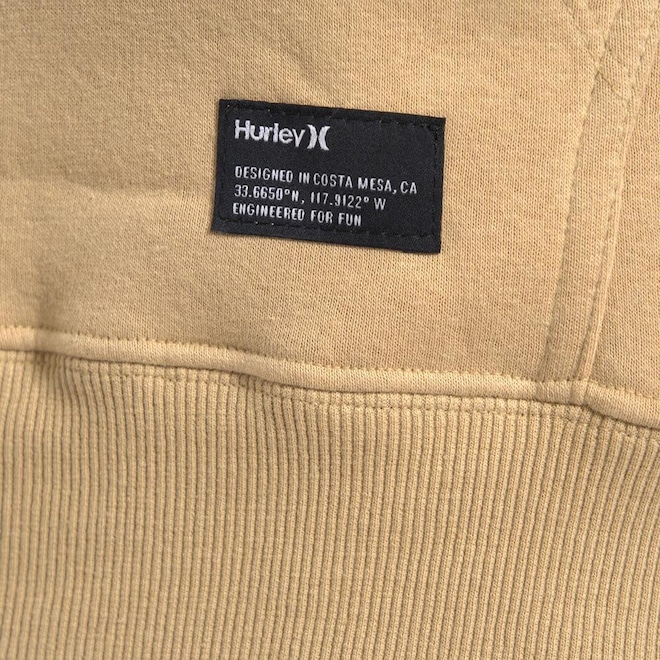 Hurley
DESIGNED IN COSTA MESA, CA
33.6650°N, 117.9122° W
ENGINEERED FOR FUN